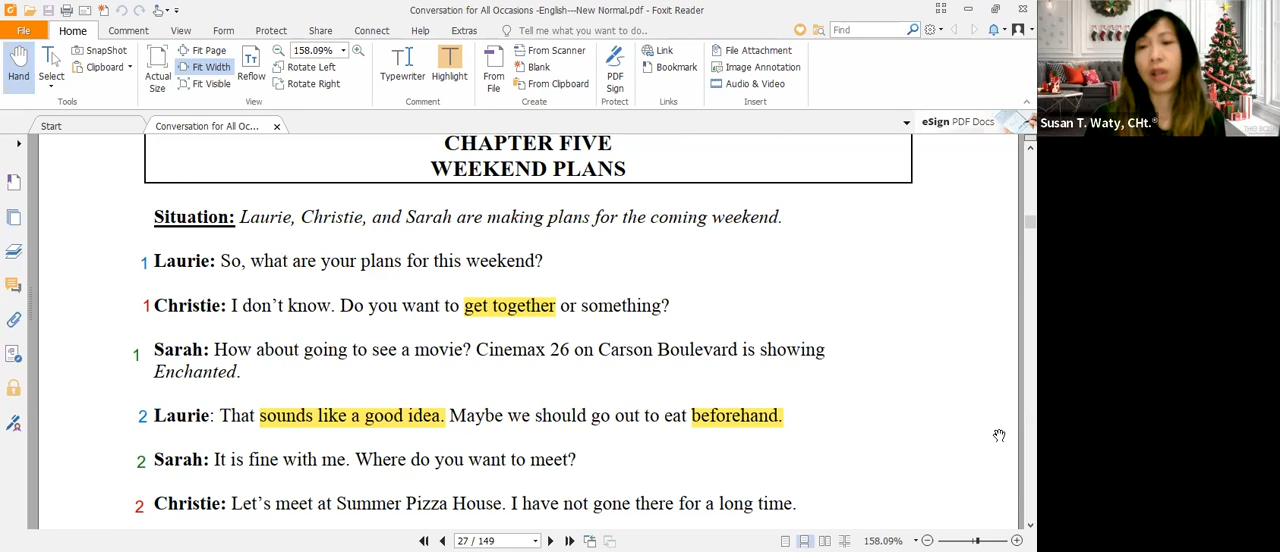 Conversation for All Occasions -English---New Normal.pdf - Foxit Reader
File Home Comment View Form Protect Share Connect Help Extras Tell me what you want to do.. Find
Hand
Select
SnapShot
Clipboard
Tools
Actual Size
Fit Page
Fit Width
Fit Visible
Reflow
158.09%
Rotate Left
Rotate Right
View
Typewriter
Highlight
Comment
From File
From Scanner
Blank
From Clipboard
Create
PDF Sign
Protect
Link
Bookmark
Links
File Attachment
Image Annotation
Audio & Video
Insert
Susan T. Waty, CHt.®
Start Conversation for All Oc...
eSign PDF Docs
CHAPTER FIVE
WEEKEND PLANS
Situation: Laurie, Christie, and Sarah are making plans for the coming weekend.
1 Laurie: So, what are your plans for this weekend?
1 Christie: I don't know. Do you want to get together or something?
1 Sarah: How about going to see a movie? Cinemax 26 on Carson Boulevard is showing
Enchanted.
2 Laurie: That sounds like a good idea. Maybe we should go out to eat beforehand.
2 Sarah: It is fine with me. Where do you want to meet?
2 Christie: Let's meet at Summer Pizza House. I have not gone there for a long time.
27 / 149
158.09%